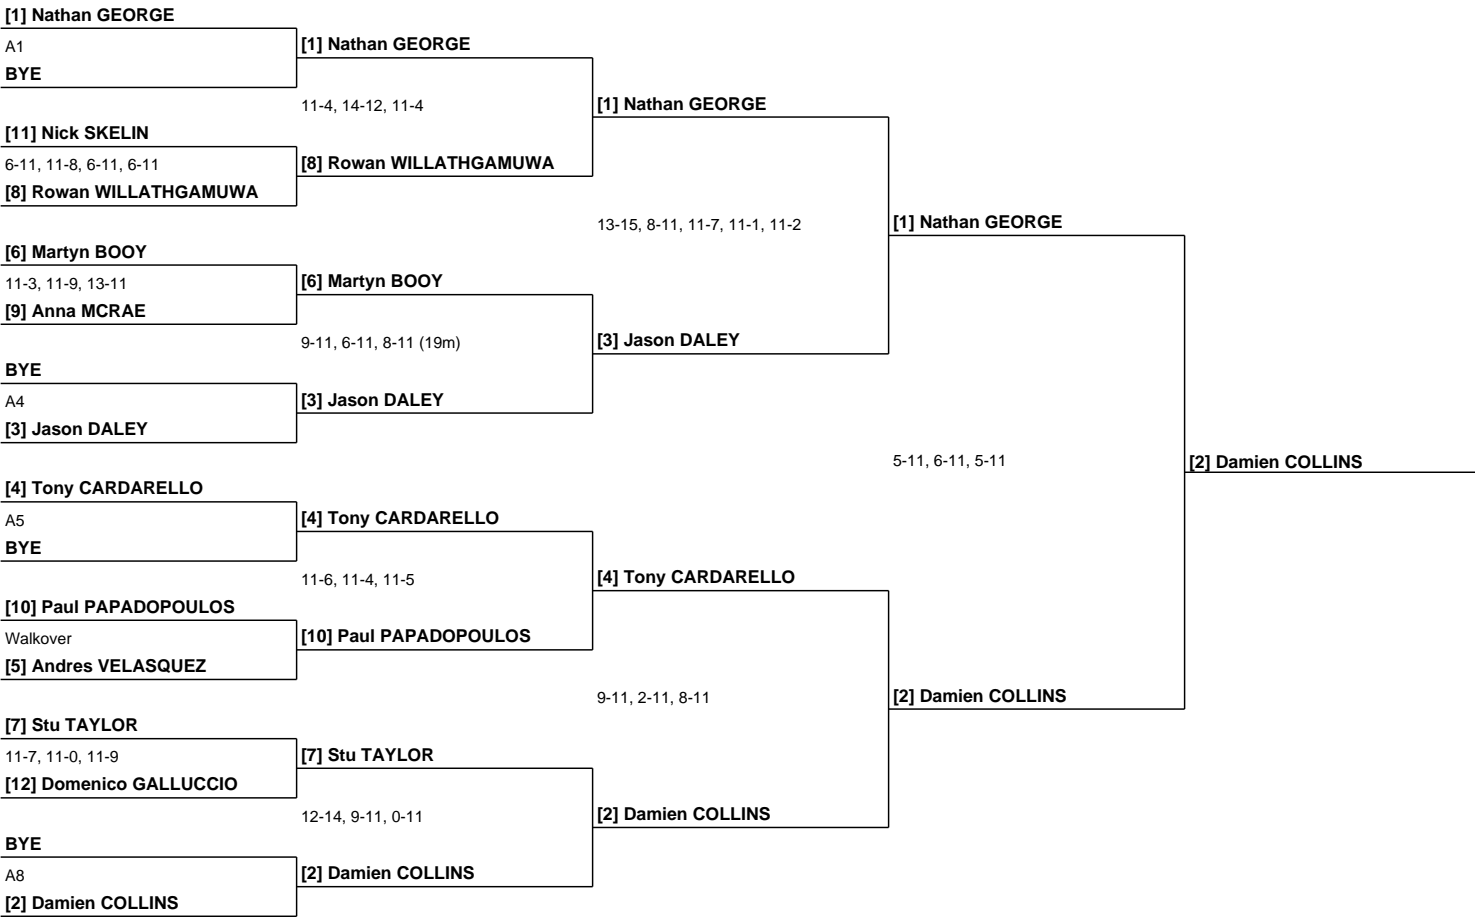 [1] Nathan GEORGE
A1
BYE
[11] Nick SKELIN
6-11, 11-8, 6-11, 6-11
[8] Rowan WILLATHGAMUWA
[6] Martyn BOOY
11-3, 11-9, 13-11
[9] Anna MCRAE
BYE
A4
[3] Jason DALEY
[4] Tony CARDARELLO
A5
BYE
[10] Paul PAPADOPOULOS
Walkover
[5] Andres VELASQUEZ
[7] Stu TAYLOR
11-7, 11-0, 11-9
[12] Domenico GALLUCCIO
BYE
A8
[2] Damien COLLINS
[1] Nathan GEORGE
11-4, 14-12, 11-4
[8] Rowan WILLATHGAMUWA
[6] Martyn BOOY
9-11, 6-11, 8-11 (19m)
[3] Jason DALEY
[4] Tony CARDARELLO
11-6, 11-4, 11-5
[10] Paul PAPADOPOULOS
[7] Stu TAYLOR
12-14, 9-11, 0-11
[2] Damien COLLINS
[1] Nathan GEORGE
13-15, 8-11, 11-7, 11-1, 11-2
[3] Jason DALEY
[4] Tony CARDARELLO
9-11, 2-11, 8-11
[2] Damien COLLINS
[1] Nathan GEORGE
5-11, 6-11, 5-11
[2] Damien COLLINS
[2] Damien COLLINS